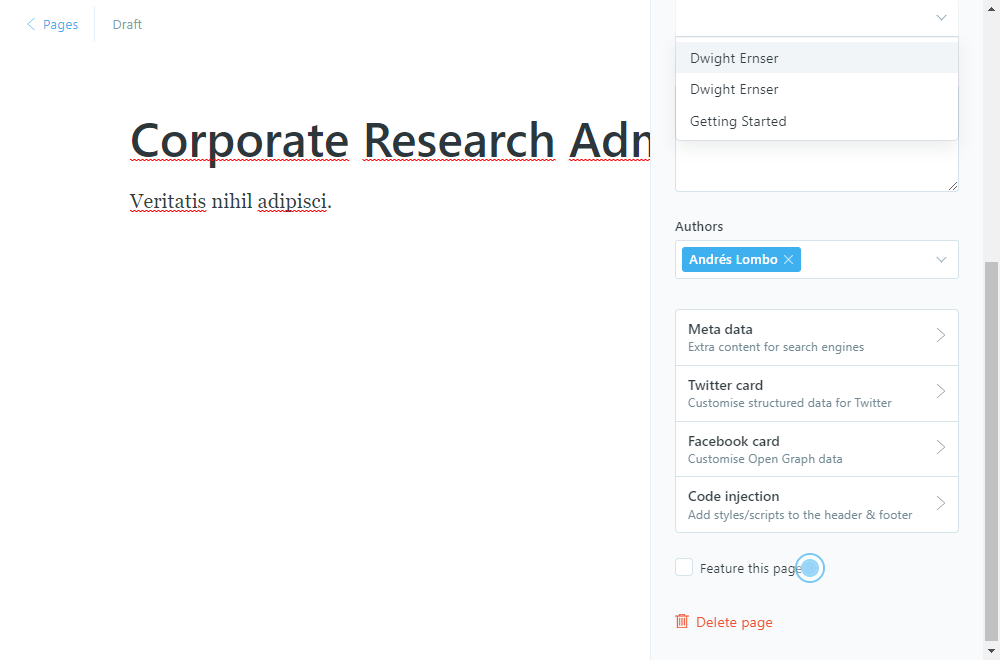 Pages
Draft
Corporate Research Adm
Veritatis nihil adipisci.
Dwight Ernser
Dwight Ernser
Getting Started
Authors
Andrés Lombo
Meta data
Extra content for search engines
Twitter card
Customise structured data for Twitter
Facebook card
Customise Open Graph data
Code injection
Add styles/scripts to the header & footer
Feature this page
Delete page